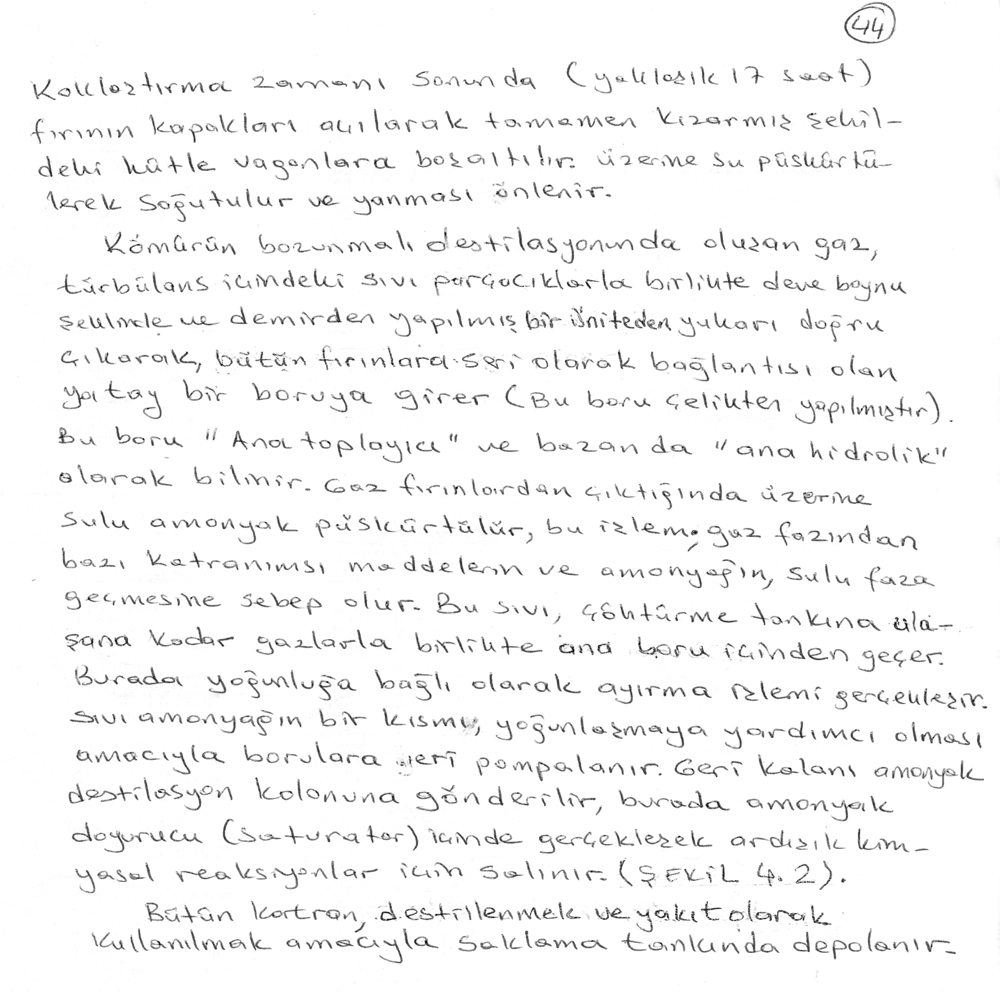 44
Koklaştırma zamanı sonunda (yaklaşık 17 saat)
fırının kapakları açılarak tamamen kızarmış şekil-
deki kütle vagonlara boşaltılır. üzerine su püskürtü-
lerek soğutulur ve yanması önlenir.
Kömürün bozunmalı destilasyonunda oluşan gaz,
türbülans içindeki sıvı parçacıklarla birlikte deve boynu
şeklinde ve demirden yapılmış bir üniteden yukarı doğru
çıkarak, bütün fırınlara seri olarak bağlantısı olan
yatay bir boruya girer (Bu boru çelikten yapılmıştır).
Bu boru "Ana toplayıcı" ve bazan da "ana hidrolik"
olarak bilinir. Gaz fırınlardan çıktığında üzerine
sulu amonyak püskürtülür, bu işlem; gaz fazından
bazı katranımsı maddelerin ve amonyağın, sulu faza
geçmesine sebep olur. Bu sıvı, çöktürme tankına ula-
şana kadar gazlarla birlikte ana boru içinden geçer.
Burada yoğunluğa bağlı olarak ayırma işlemi gerçekleşir.
Sıvı amonyağın bir kısmı, yoğunlaşmaya yardımcı olması
amacıyla borulara geri pompalanır. Geri kalanı amonyak
destilasyon kolonuna gönderilir, burada amonyak
doyurucu (saturator) içinde gerçekleşek ardışık kim-
yasal reaksiyonlar için salınır. (ŞEKİL 4.2).
Bütün katran, destilenmek ve yakıt olarak
kullanılmak amacıyla saklama tankında depolanır.